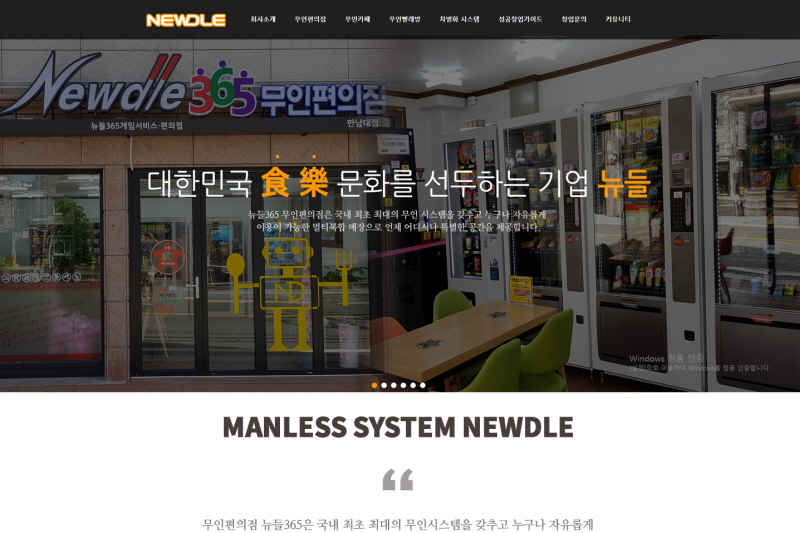 NEWDLE
회사소개 무인편의점 무인카페 무인빨래방 차별화 시스템 성공창업가이드 창업문의 커뮤니티
Newdle 365 무인편의점
뉴들365게임서비스·편의점
한남대점
대한민국 食樂 문화를 선두하는 기업 뉴들
뉴들365 무인편의점은 국내 최초 최대의 무인 시스템을 갖추고 누구나 자유롭게
이용이 가능한 멀티복합 매장으로 언제 어디서나 특별한 공간을 제공합니다.
ND
Windows 정품 인증
[설정]으로 이동하여 Windows를 정품 인증합니다.
MANLESS SYSTEM NEWDLE
“
무인편의점 뉴들365은 국내 최초 최대의 무인시스템을 갖추고 누구나 자유롭게